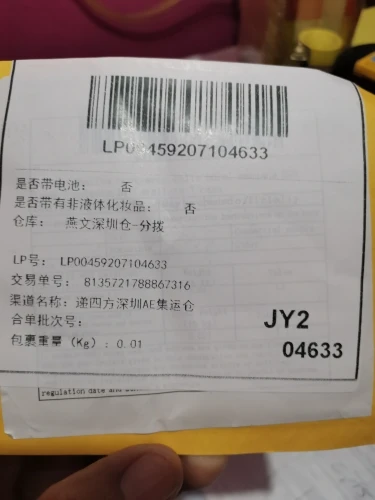 LP00459207104633
是否带电池： 否
是否带有非液体化妆品： 否
仓库： 燕文深圳仓-分拨
LP号： LP00459207104633
交易单号： 8135721788867316
渠道名称：递四方深圳AE集运仓
合单批次号：
包裹重量（Kg）：0.01
JY2
04633
regulation date and